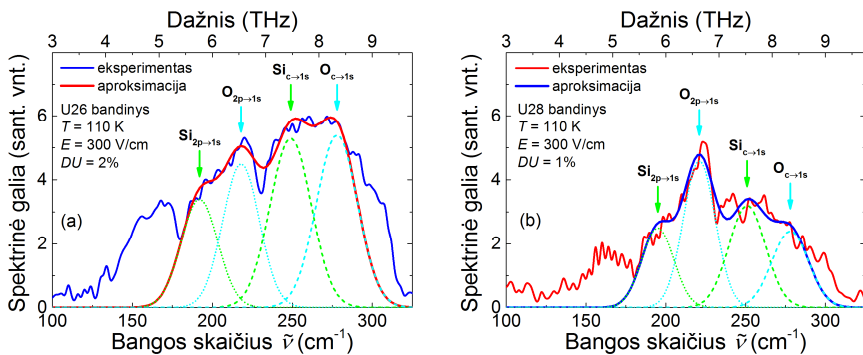 Dažnis (THz)
3 4 5 6 7 8 9
Spektrinė galia (sant. vnt.)
8
6
4
2
0
eksperimentas
aproksimacija
U26 bandinys
T = 110 K
E = 300 V/cm
DU = 2%
(a)
Si2p→1s
O2p→1s
Sic→1s
Oc→1s
100 150 200 250 300
Bangos skaičius ṽ (cm-1)
Dažnis (THz)
3 4 5 6 7 8 9
Spektrinė galia (sant. vnt.)
8
6
4
2
0
eksperimentas
aproksimacija
U28 bandinys
T = 110 K
E = 300 V/cm
DU = 1%
(b)
Si2p→1s
O2p→1s
Sic→1s
Oc→1s
100 150 200 250 300
Bangos skaičius ṽ (cm-1)